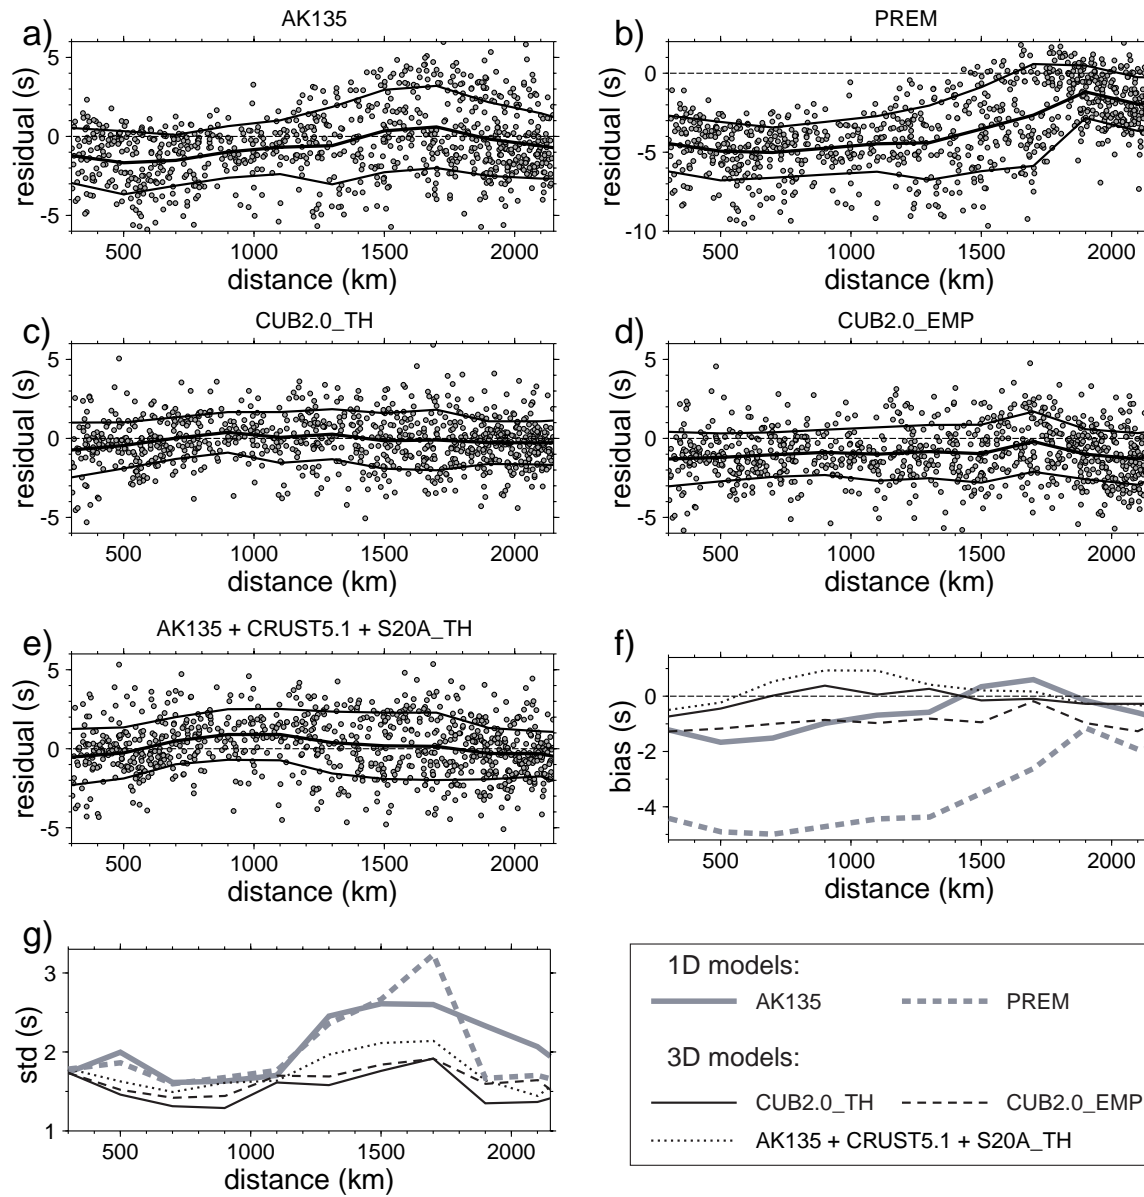 AK135
PREM
a)
b)
5
0
-5
residual (s)
500 1000 1500 2000
distance (km)
0
-5
-10
residual (s)
500 1000 1500 2000
distance (km)
CUB2.0_TH
CUB2.0_EMP
c)
d)
5
0
-5
residual (s)
500 1000 1500 2000
distance (km)
5
0
-5
residual (s)
500 1000 1500 2000
distance (km)
AK135 + CRUST5.1 + S20A_TH
e)
f)
5
0
-5
residual (s)
500 1000 1500 2000
distance (km)
0
-2
-4
bias (s)
500 1000 1500 2000
distance (km)
g)
3
2
1
std (s)
500 1000 1500 2000
distance (km)
1D models:
AK135 PREM
3D models:
CUB2.0_TH CUB2.0_EMP
AK135 + CRUST5.1 + S20A_TH